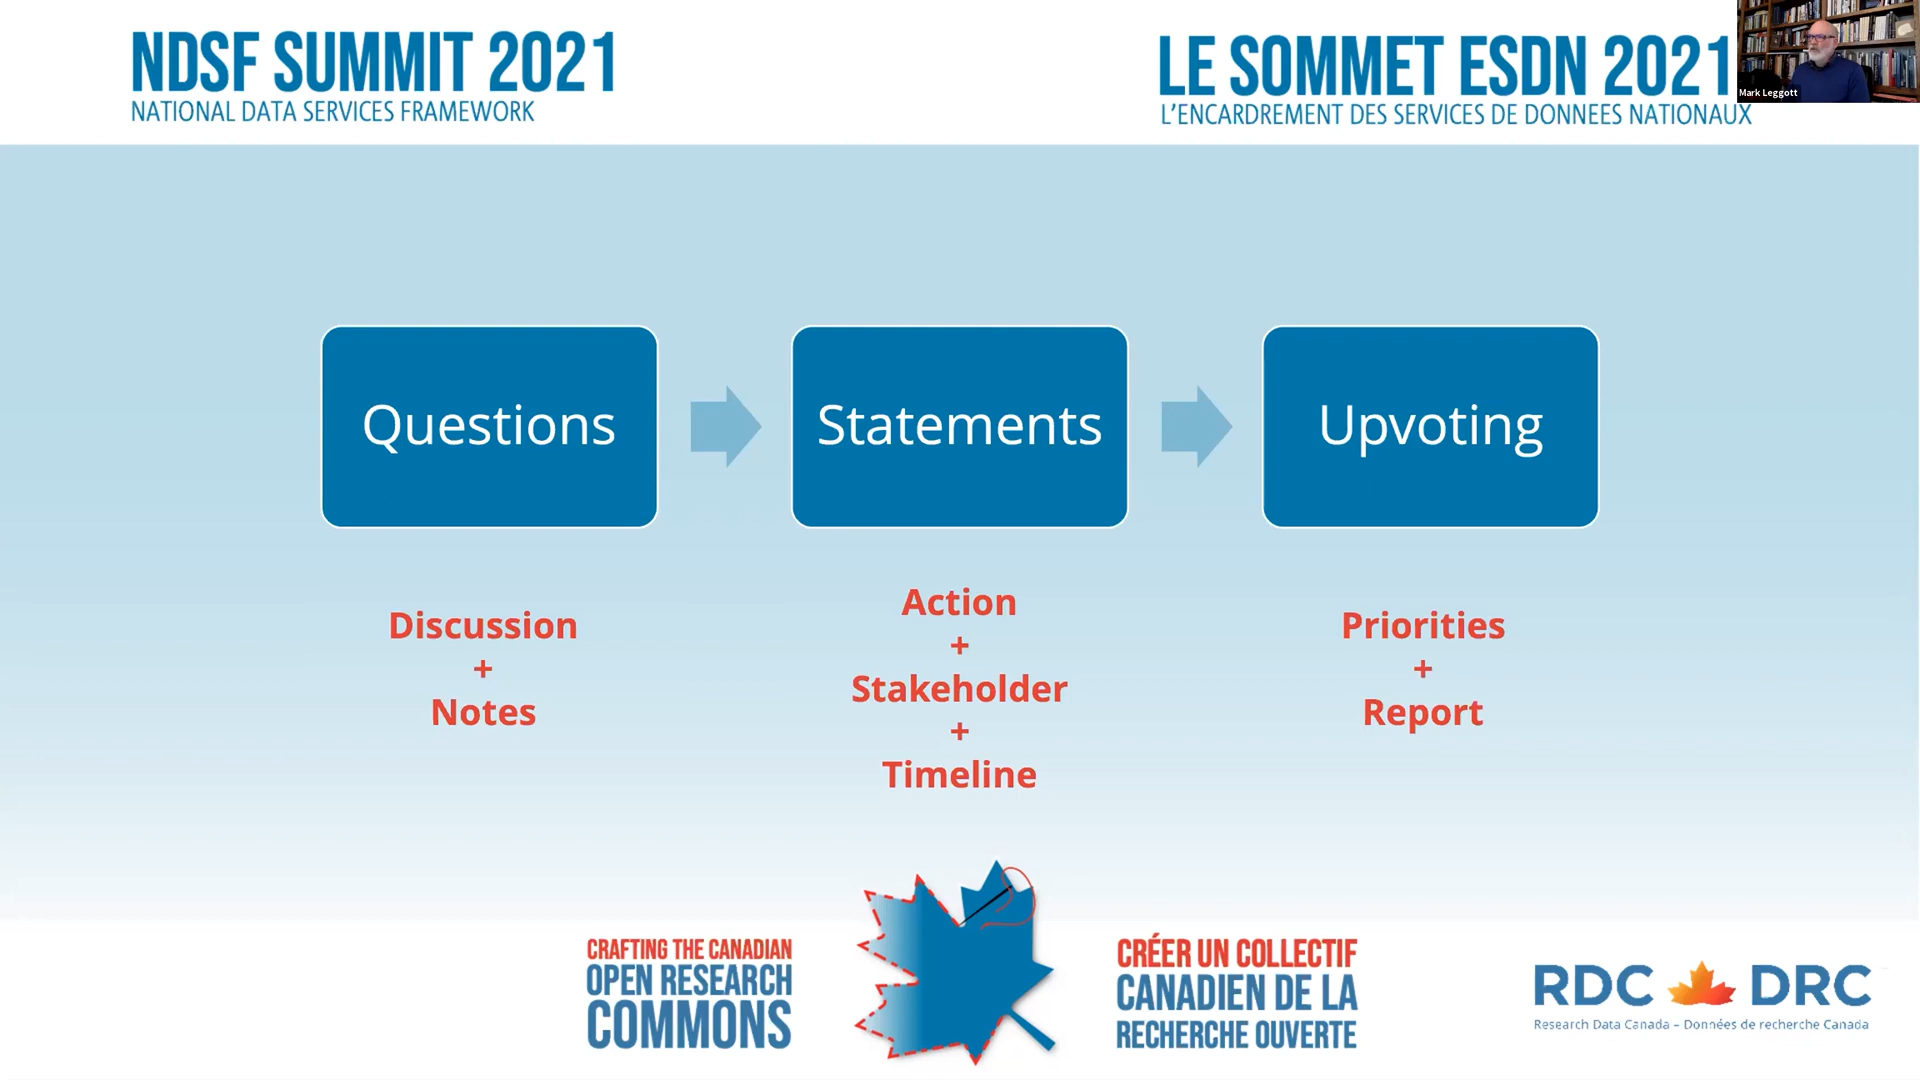 NDSF SUMMIT 2021
NATIONAL DATA SERVICES FRAMEWORK
LE SOMMET ESDN 2021
L'ENCARDREMENT DES SERVICES DE DONNEES NATIONAUX
Mark Leggott
Questions
Statements
Upvoting
Discussion
+
Notes
Action
+
Stakeholder
+
Timeline
Priorities
+
Report
CRAFTING THE CANADIAN
OPEN RESEARCH
COMMONS
CRÉER UN COLLECTIF
CANADIEN DE LA
RECHERCHE OUVERTE
RDC DRC
Research Data Canada – Données de recherche Canada